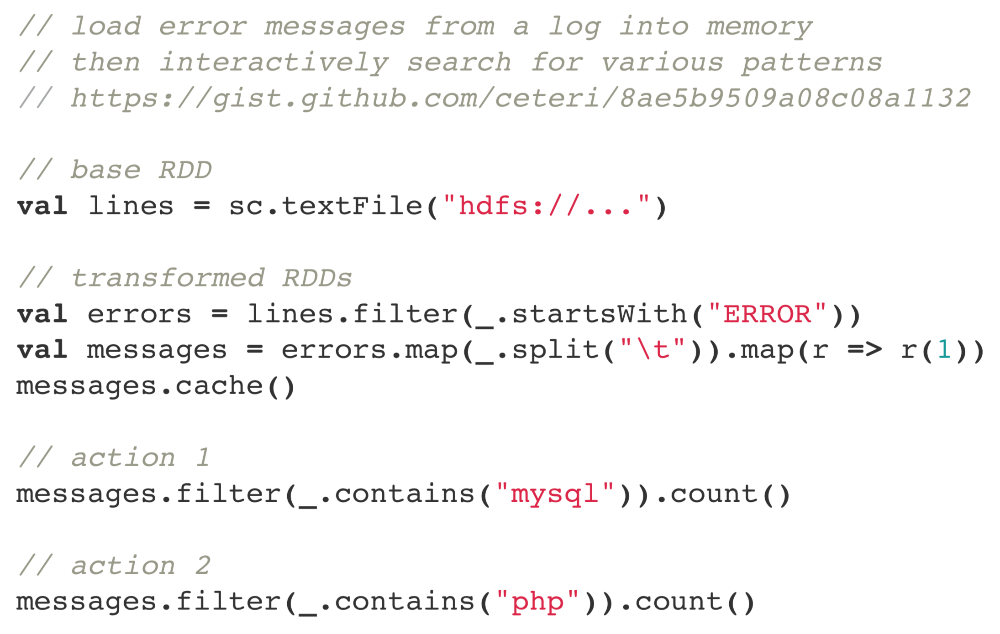 // load error messages from a log into memory
// then interactively search for various patterns
// https://gist.github.com/ceteri/8ae5b9509a08c08a1132
// base RDD
val lines = sc.textFile("hdfs://...")
// transformed RDDs
val errors = lines.filter(_.startsWith("ERROR"))
val messages = errors.map(_.split("\t")).map(r => r(1))
messages.cache()
// action 1
messages.filter(_.contains("mysql")).count()
// action 2
messages.filter(_.contains("php")).count()